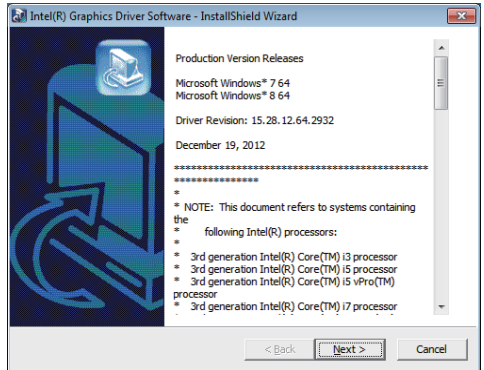 Intel(R) Graphics Driver Software - InstallShield Wizard
Production Version Releases
Microsoft Windows* 7 64
Microsoft Windows* 8 64
Driver Revision: 15.28.12.64.2932
December 19, 2012
*********************************************
***************
*
* NOTE: This document refers to systems containing
the
* following Intel(R) processors:
*
* 3rd generation Intel(R) Core(TM) i3 processor
* 3rd generation Intel(R) Core(TM) i5 processor
* 3rd generation Intel(R) Core(TM) i5 vPro(TM)
processor
* 3rd generation Intel(R) Core(TM) i7 processor
< Back
Next >
Cancel